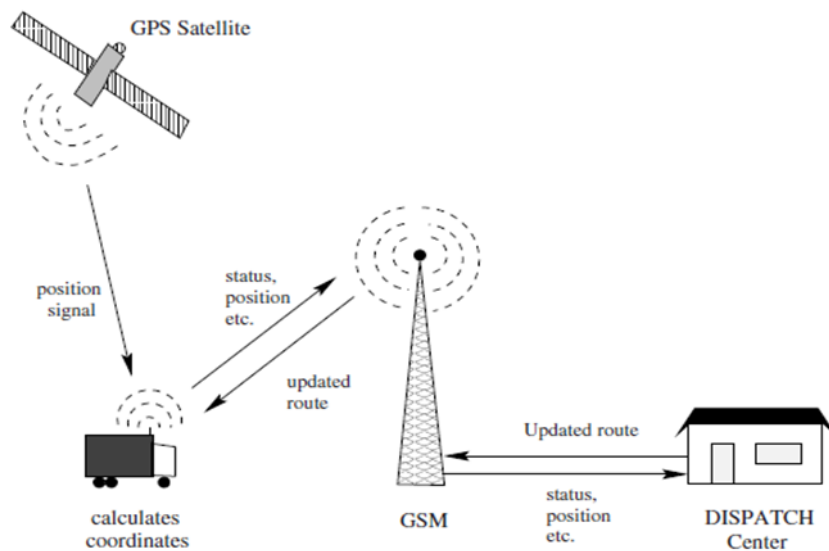 GPS Satellite
position
signal
status,
position
etc.
updated
route
Updated route
status,
position
etc.
calculates
coordinates
GSM
DISPATCH
Center